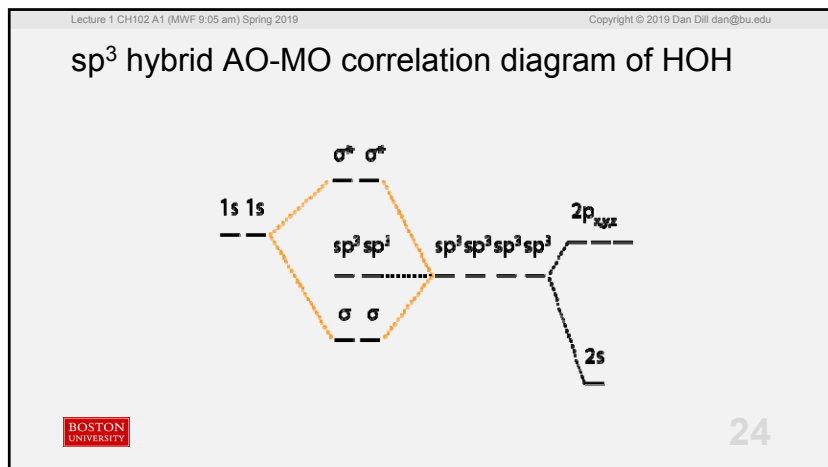 Lecture 1 CH102 A1 (MWF 9:05 am) Spring 2019
Copyright © 2019 Dan Dill dan@bu.edu
sp³ hybrid AO-MO correlation diagram of HOH
σ* σ*
1s 1s
2pₓ,y,z
sp³ sp³
sp³ sp³ sp³ sp³
σ σ
2s
BOSTON
UNIVERSITY
24